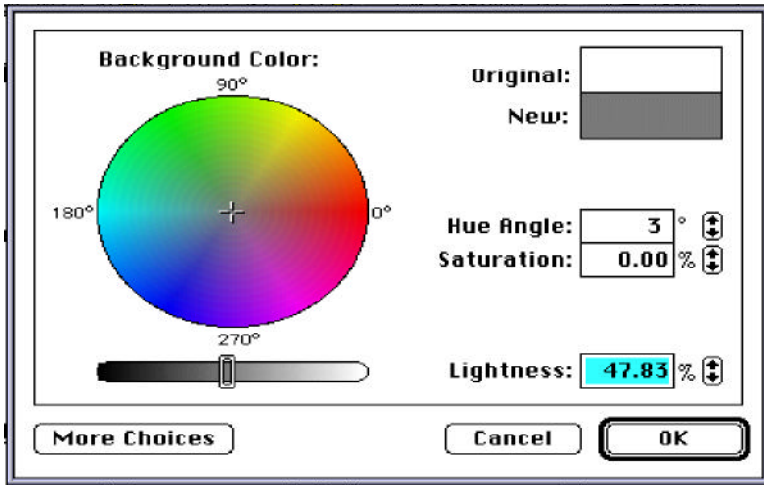 Background Color:
90°
180°
0°
270°
Original:
New:
Hue Angle: 3 °
Saturation: 0.00 %
Lightness: 47.83 %
More Choices
Cancel
OK